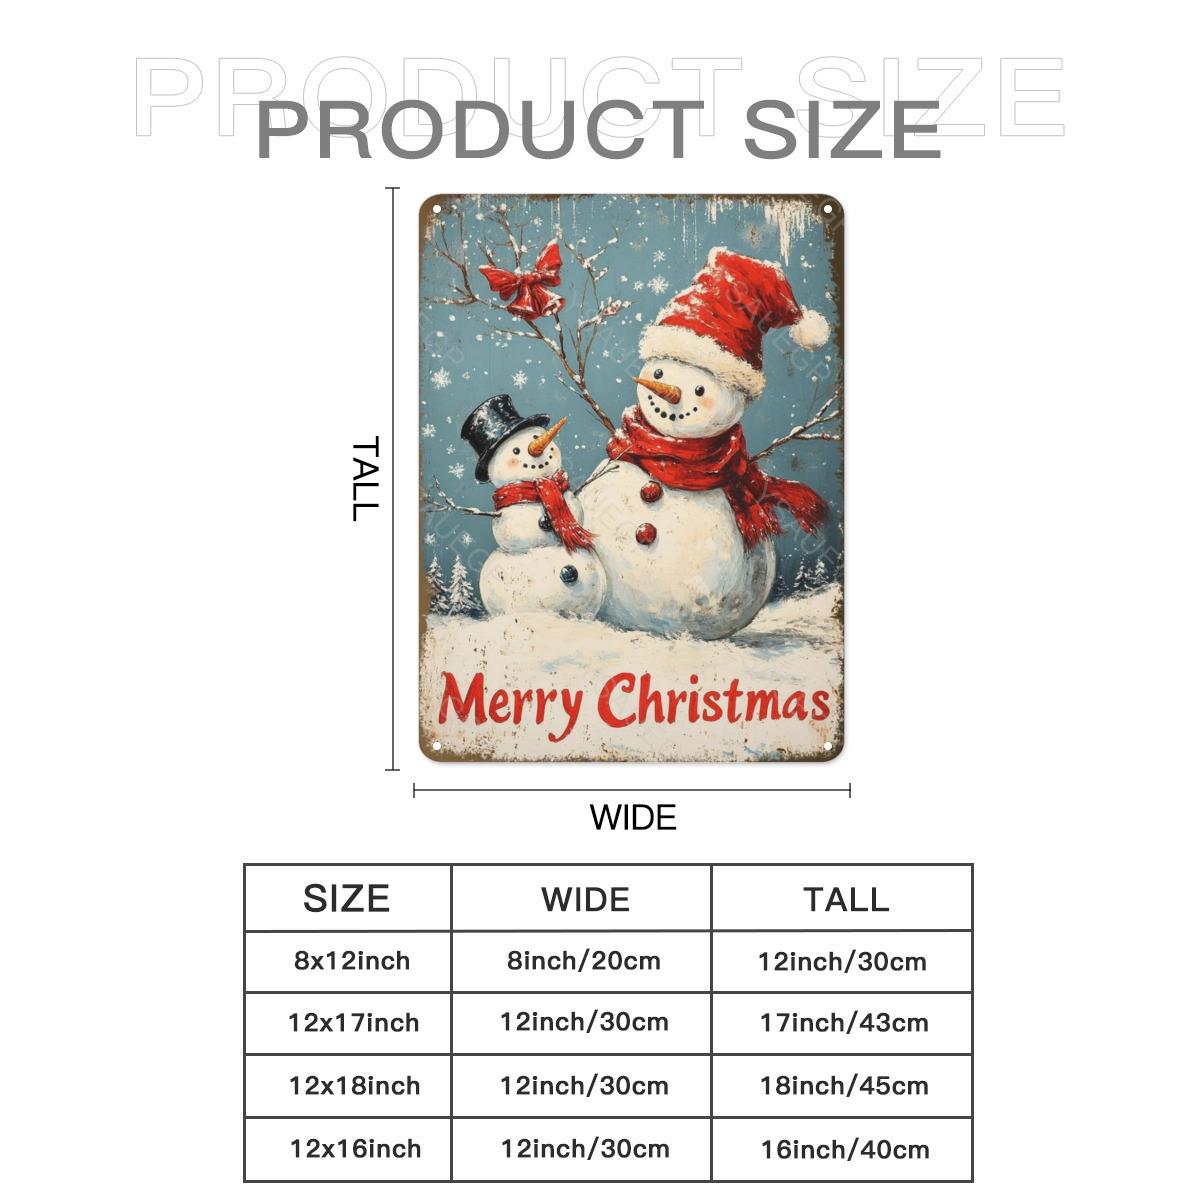 PRODUCT SIZE
PRODUCT SIZE
TALL
Merry Christmas
WIDE
SIZE WIDE TALL
8x12inch 8inch/20cm 12inch/30cm
12x17inch 12inch/30cm 17inch/43cm
12x18inch 12inch/30cm 18inch/45cm
12x16inch 12inch/30cm 16inch/40cm